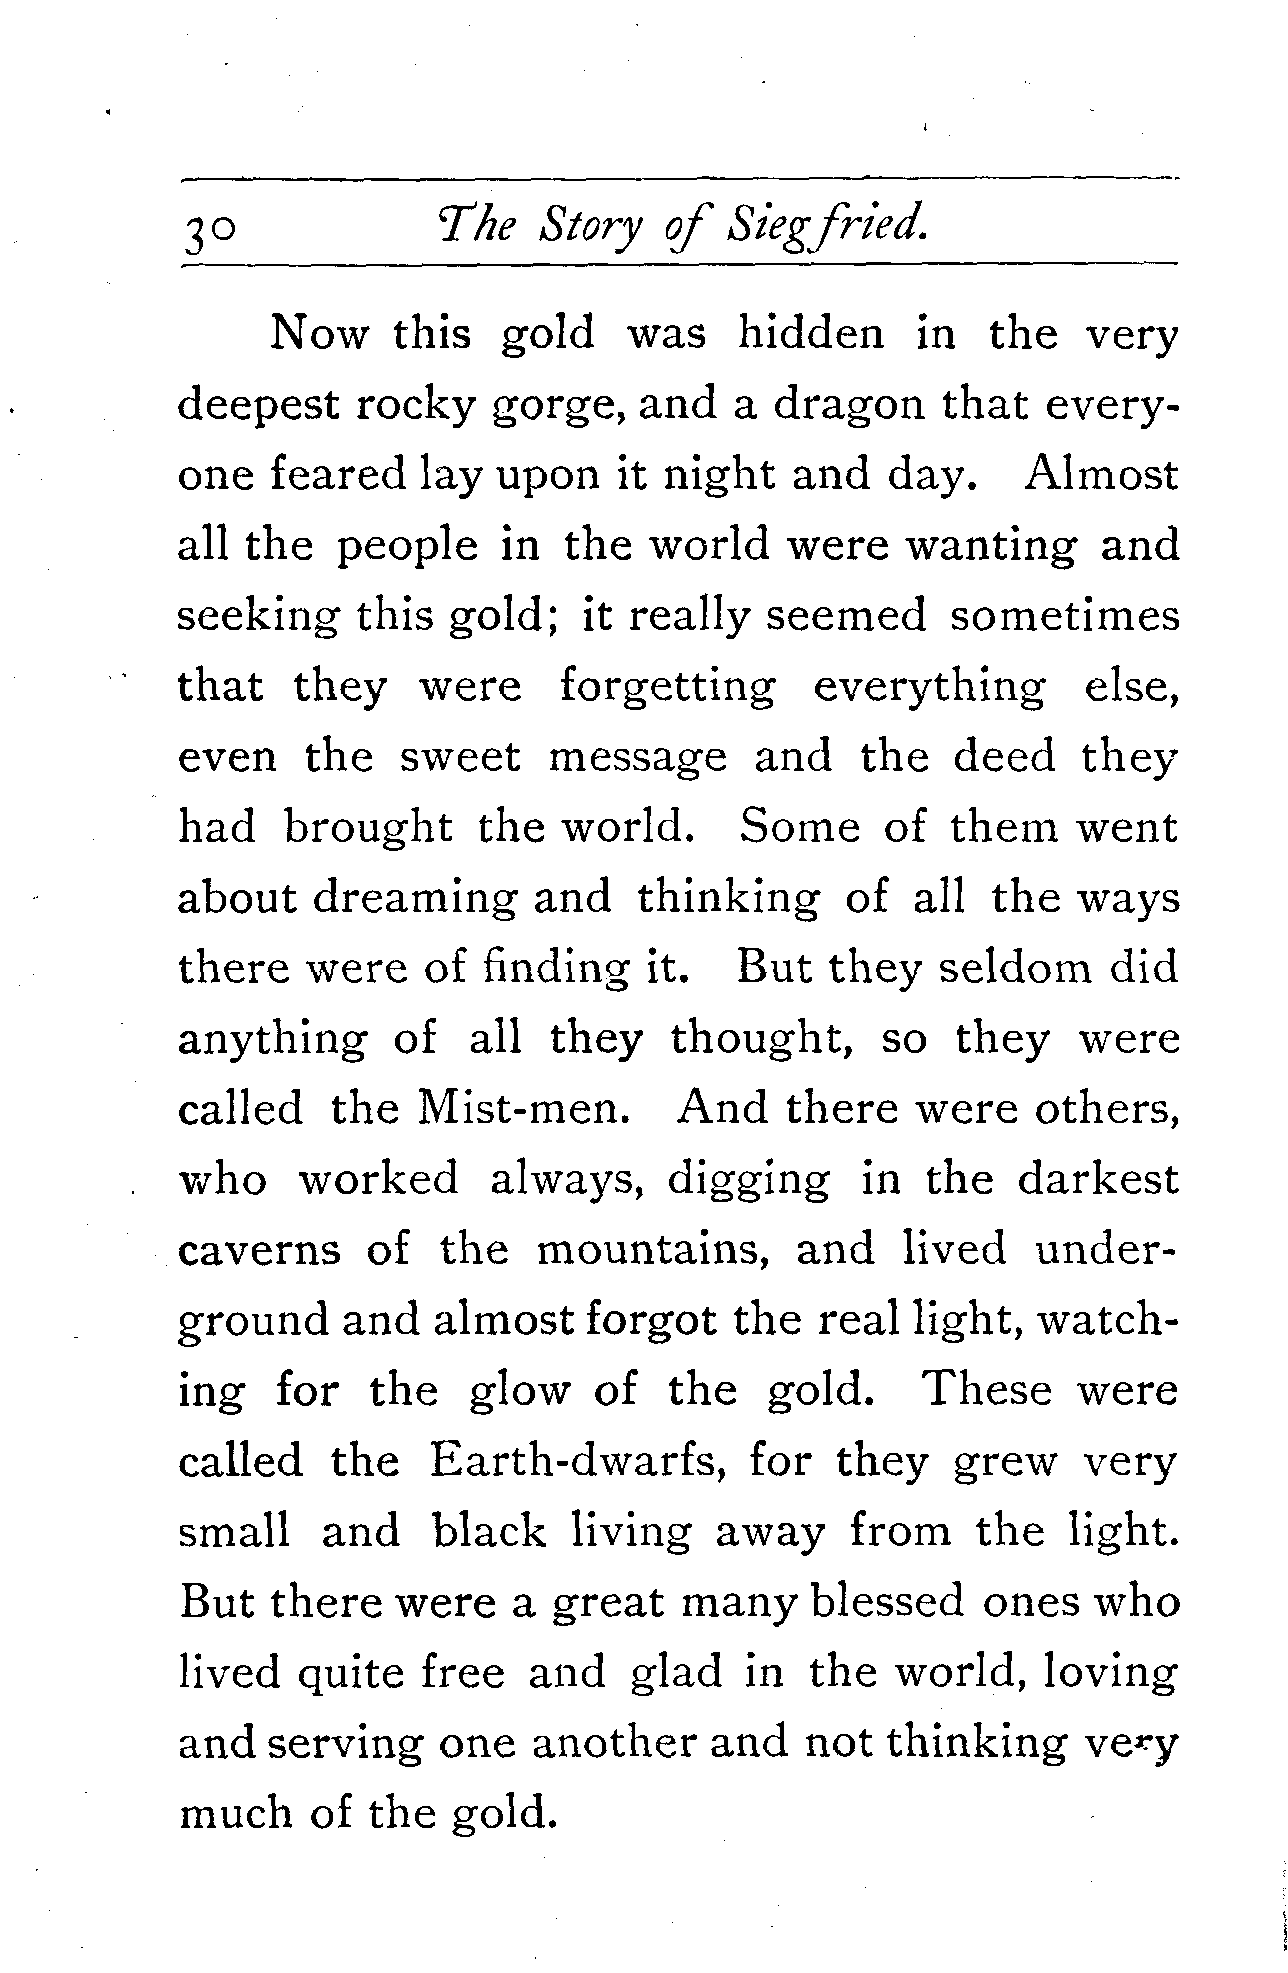 30 The Story of Siegfried.
Now this gold was hidden in the very
deepest rocky gorge, and a dragon that every-
one feared lay upon it night and day. Almost
all the people in the world were wanting and
seeking this gold; it really seemed sometimes
that they were forgetting everything else,
even the sweet message and the deed they
had brought the world. Some of them went
about dreaming and thinking of all the ways
there were of finding it. But they seldom did
anything of all they thought, so they were
called the Mist-men. And there were others,
who worked always, digging in the darkest
caverns of the mountains, and lived under-
ground and almost forgot the real light, watch-
ing for the glow of the gold. These were
called the Earth-dwarfs, for they grew very
small and black living away from the light.
But there were a great many blessed ones who
lived quite free and glad in the world, loving
and serving one another and not thinking very
much of the gold.